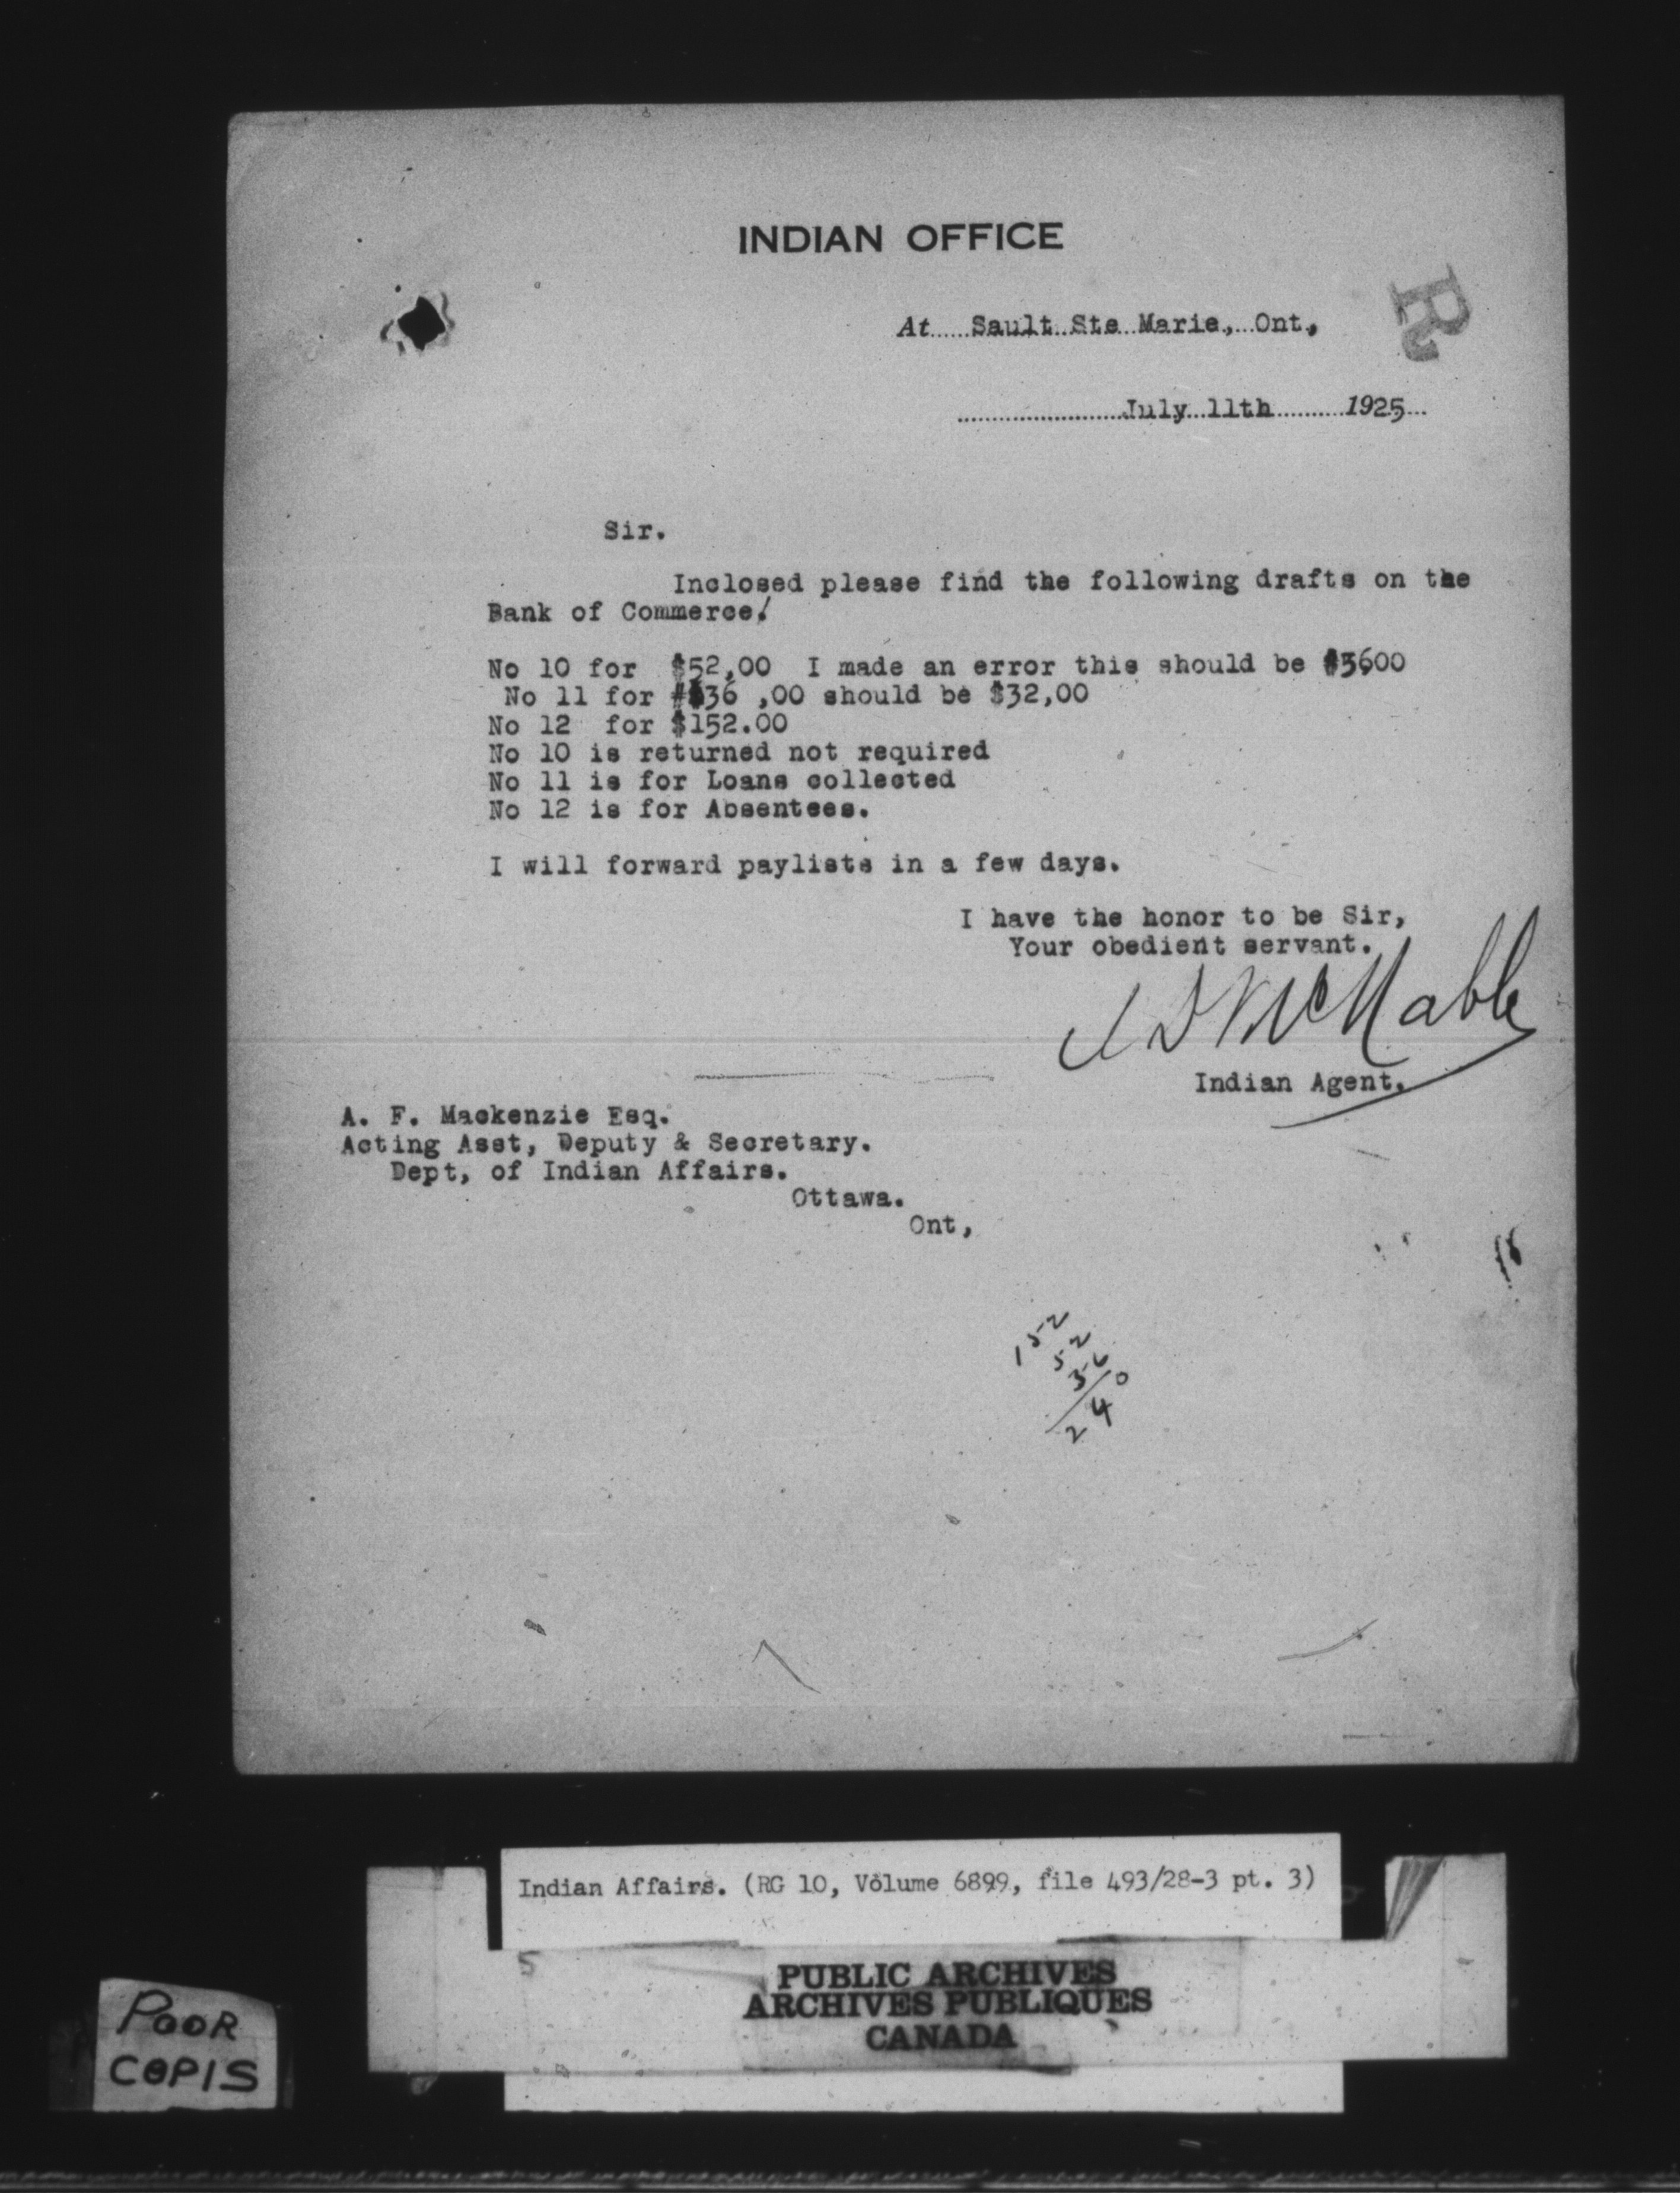 INDIAN OFFICE
R
At Sault Ste Marie, Ont,
July 11th 1925
Sir.
Inclosed please find the following drafts on the
Bank of Commerce!
No 10 for $52,00 I made an error this should be $3600
No 11 for #$36 ,00 should be $32,00
No 12 for $152.00
No 10 is returned not required
No 11 is for Loans collected
No 12 is for Absentees.
I will forward paylists in a few days.
I have the honor to be Sir,
Your obedient servant.
McNabb
Indian Agent.
A. F. Mackenzie Esq.
Acting Asst, Deputy & Secretary.
Dept, of Indian Affairs.
Ottawa.
Ont,
152
52
36
240
Indian Affairs. (RG 10, Volume 6899, file 493/28-3 pt. 3)
5
PUBLIC ARCHIVES
ARCHIVES PUBLIQUES
CANADA
POOR
COPIS